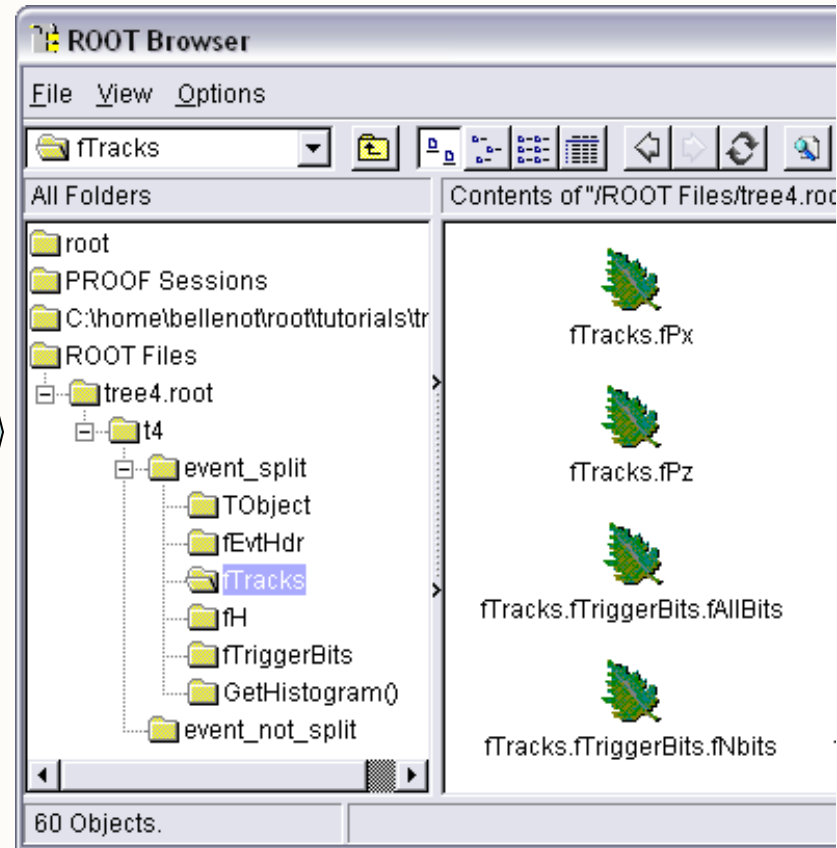 ROOT Browser
File View Options
fTracks
All Folders
Contents of "/ROOT Files/tree4.roo
root
PROOF Sessions
C:\home\bellenot\root\tutorials\tr
ROOT Files
tree4.root
t4
event_split
TObject
fEvtHdr
fTracks
fH
fTriggerBits
GetHistogram()
event_not_split
fTracks.fPx
fTracks.fPz
fTracks.fTriggerBits.fAllBits
fTracks.fTriggerBits.fNbits
60 Objects.